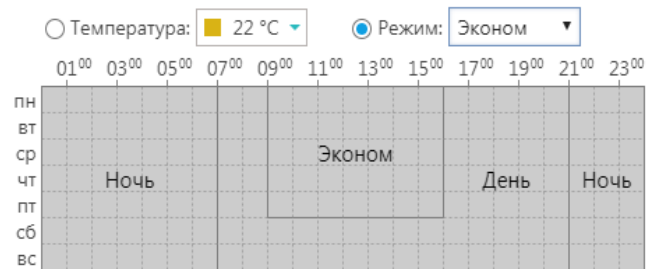 Температура: 22 °C Режим: Эконом
01⁰⁰ 03⁰⁰ 05⁰⁰ 07⁰⁰ 09⁰⁰ 11⁰⁰ 13⁰⁰ 15⁰⁰ 17⁰⁰ 19⁰⁰ 21⁰⁰ 23⁰⁰
пн
вт
ср Эконом
чт Ночь День Ночь
пт
сб
вс